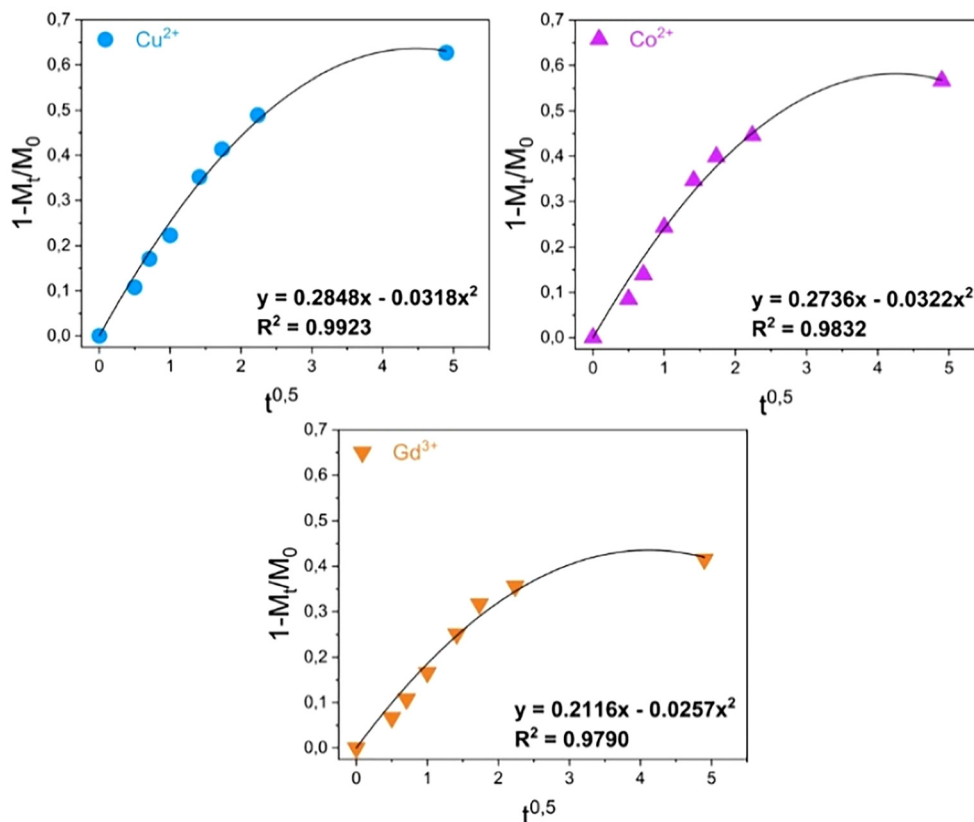 0,7
0,6
0,5
0,4
0,3
0,2
0,1
0,0
1-Mₜ/M₀
Cu²⁺
y = 0.2848x - 0.0318x²
R² = 0.9923
0 1 2 3 4 5
t⁰,⁵
0,7
0,6
0,5
0,4
0,3
0,2
0,1
0,0
1-Mₜ/M₀
Co²⁺
y = 0.2736x - 0.0322x²
R² = 0.9832
0 1 2 3 4 5
t⁰,⁵
0,7
0,6
0,5
0,4
0,3
0,2
0,1
0,0
1-Mₜ/M₀
Gd³⁺
y = 0.2116x - 0.0257x²
R² = 0.9790
0 1 2 3 4 5
t⁰,⁵